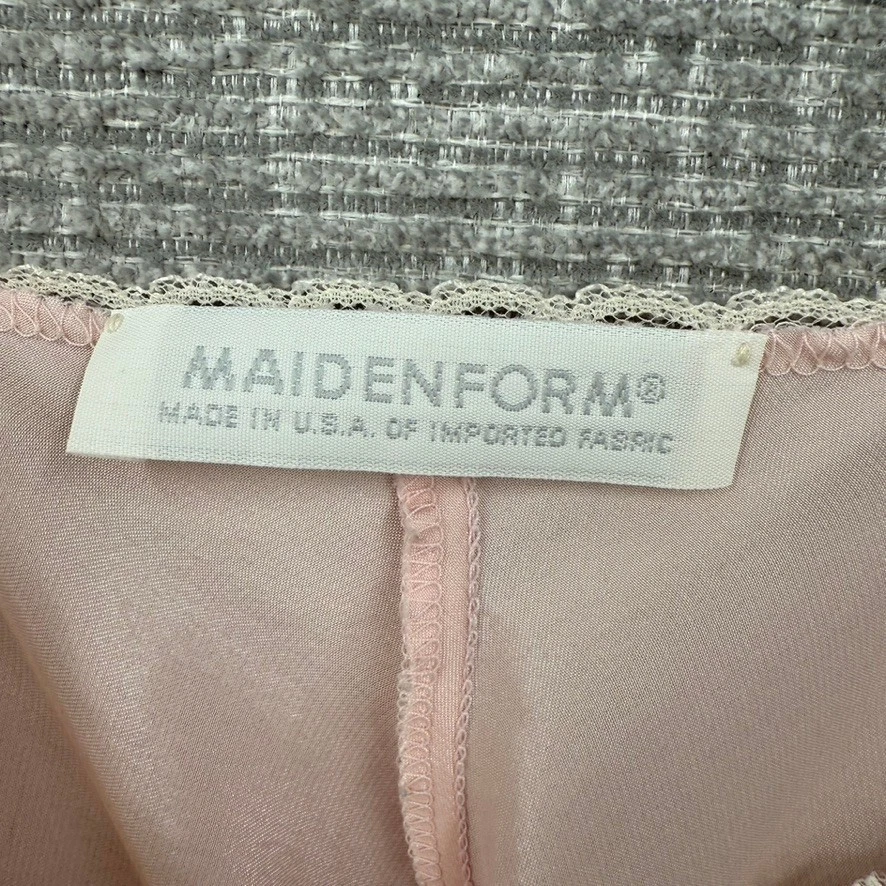 MAIDENFORM®
MADE IN U.S.A. OF IMPORTED FABRIC